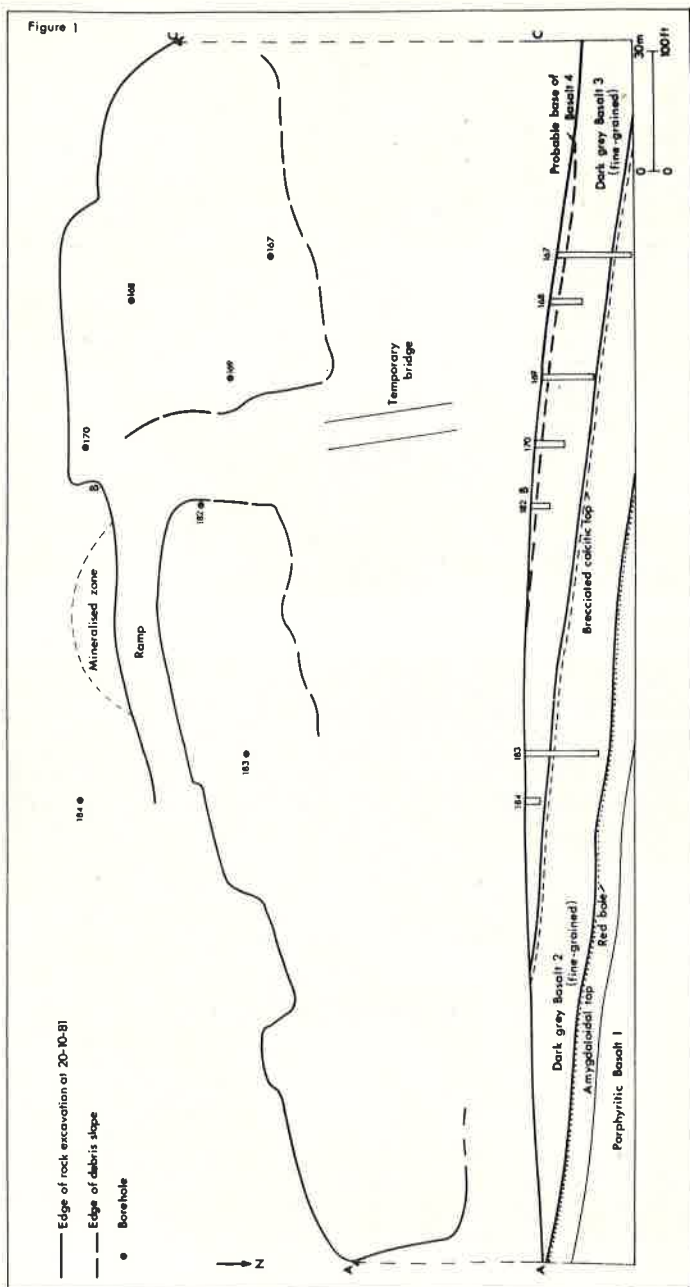 Figure 1
Edge of rock excavation at 20-10-81
Edge of debris slope
Borehole
N
A
184
183
Mineralised zone
Ramp
182
B
170
169
168
167
C
Temporary
bridge
A
184
183
182
B
170
169
168
167
C
Probable base of
Basalt 4
Dark grey Basalt 3
(fine-grained)
Brecciated calcitic top
Dark grey Basalt 2
(fine-grained)
Amygdaloidal top
Red bole
Porphyritic Basalt 1
0
30m
0
100ft